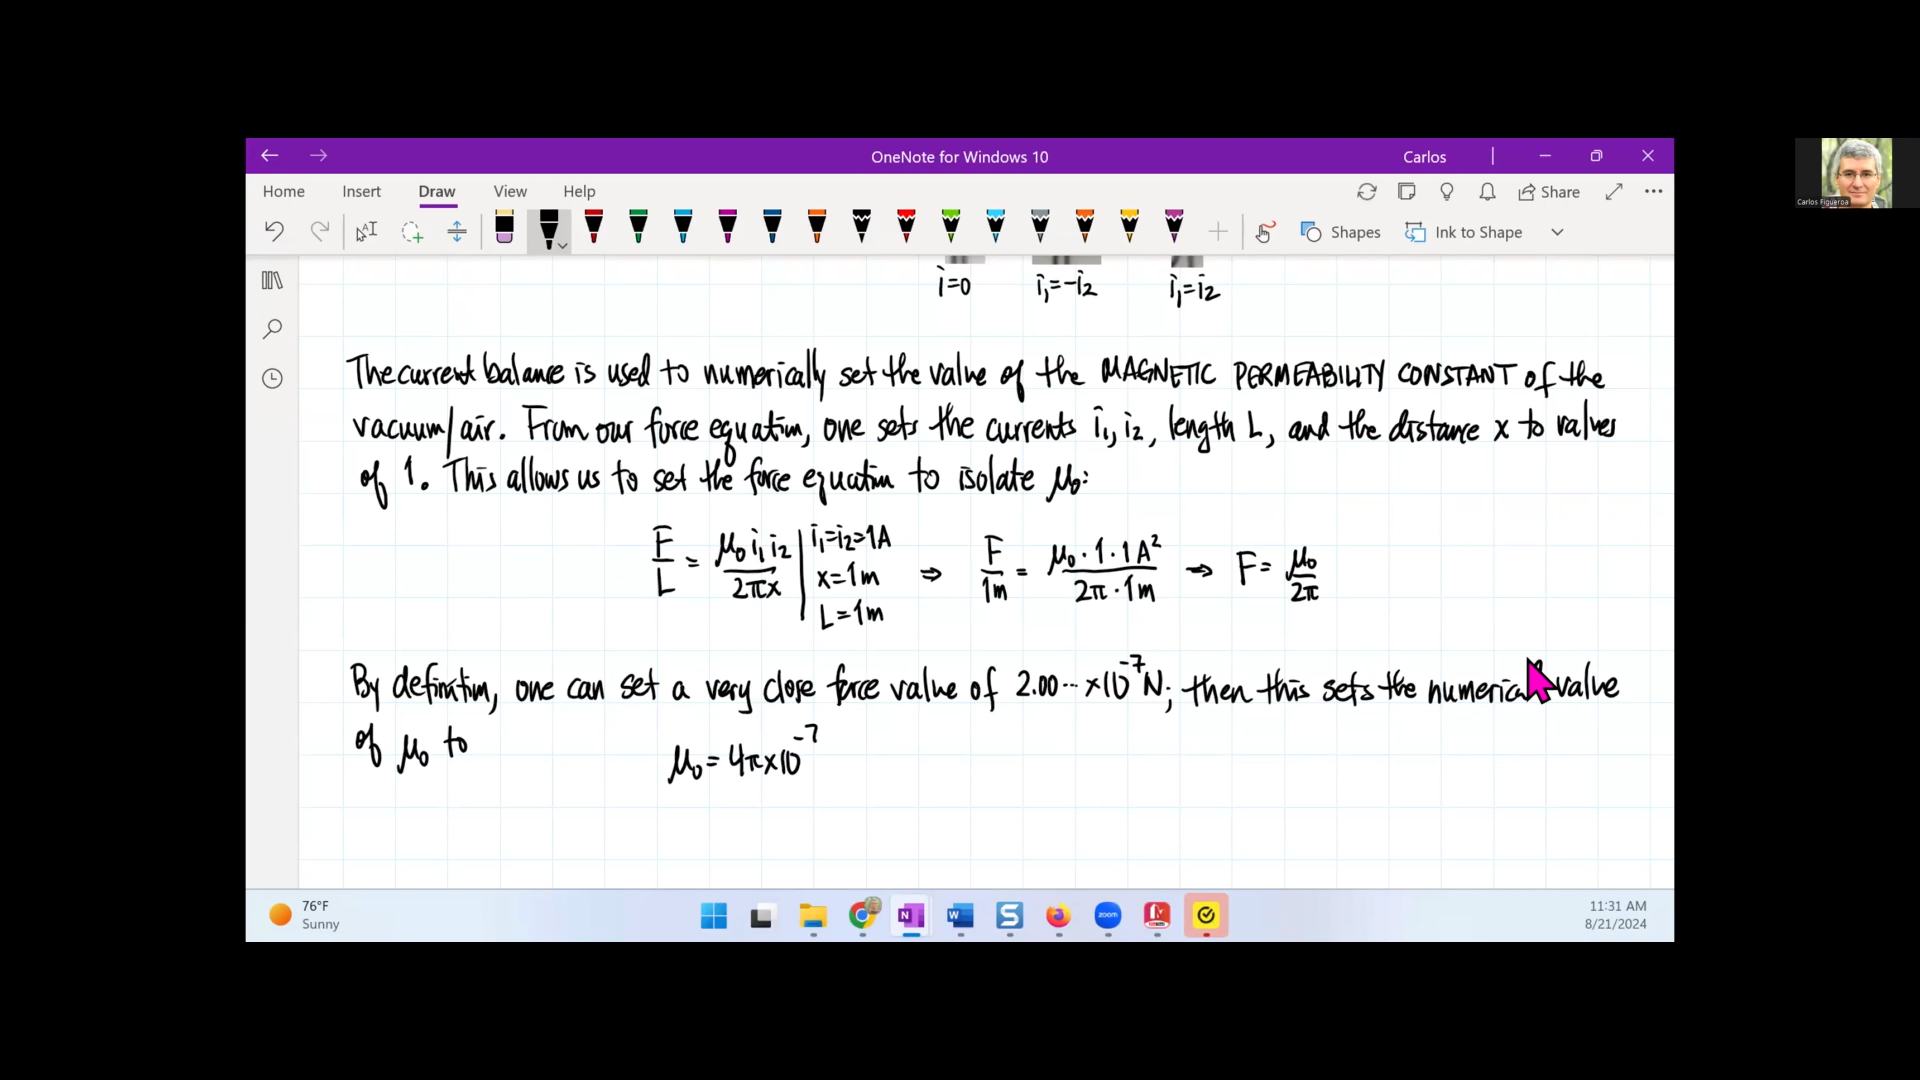 OneNote for Windows 10
Carlos
Home Insert Draw View Help
Share
Shapes Ink to Shape
Carlos Figueroa
i=0 i₁=-i₂ i₁=i₂
The current balance is used to numerically set the value of the MAGNETIC PERMEABILITY CONSTANT of the
vacuum/air. From our force equation, one sets the currents i₁, i₂, length L, and the distance x to values
of 1. This allows us to set the force equation to isolate μ₀:
F/L = μ₀ i₁ i₂/2πx | i₁=i₂=1A x=1m L=1m ⇒ F/1m = μ₀·1·1A²/2π·1m ⇒ F= μ₀/2π
By definition, one can set a very close force value of 2.00...×10⁻⁷N; then this sets the numerical value
of μ₀ to
μ₀ = 4π×10⁻⁷
76°F
Sunny
zoom
11:31 AM
8/21/2024